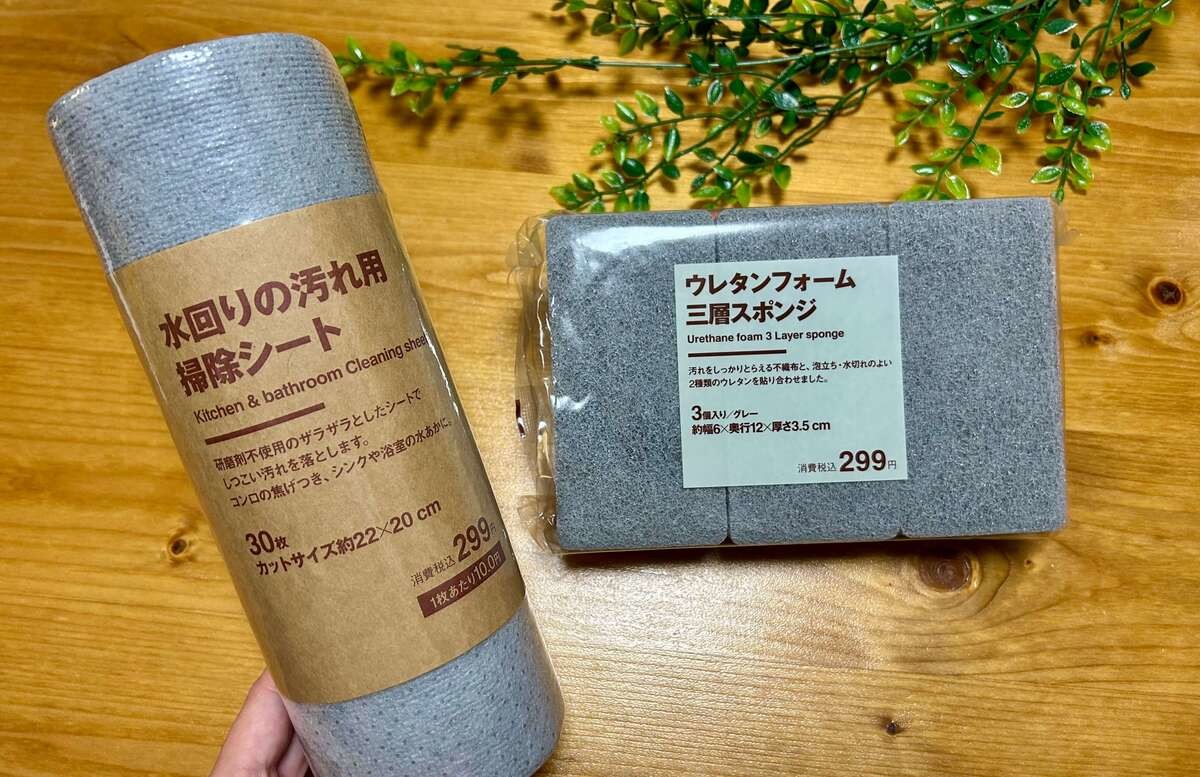 水回りの汚れ用
掃除シート
Kitchen & bathroom Cleaning sheet
研磨剤不使用のザラザラとしたシートで
しつこい汚れを落とします。
コンロの焦げつき、シンクや浴室の水あかに。
30枚
カットサイズ約22×20 cm
消費税込299円
1枚あたり10.0円
ウレタンフォーム
三層スポンジ
Urethane foam 3 Layer sponge
汚れをしっかりとらえる不織布と、泡立ち・水切れのよい
2種類のウレタンを貼り合わせました。
3個入り/グレー
約幅6×奥行12×厚さ3.5 cm
消費税込299円